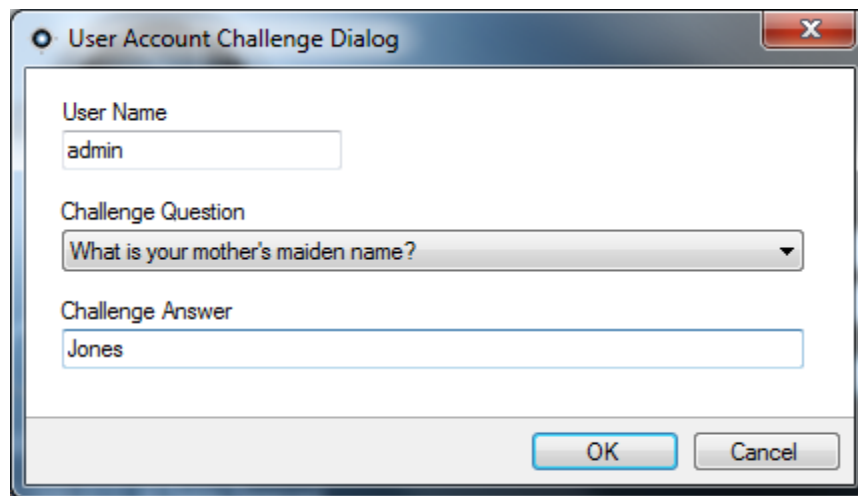 User Account Challenge Dialog
User Name
admin
Challenge Question
What is your mother's maiden name?
Challenge Answer
Jones
OK Cancel